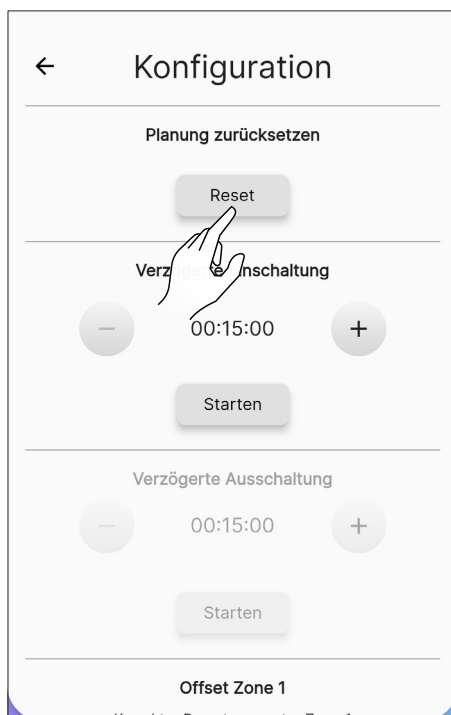 Konfiguration
Planung zurücksetzen
Reset
00:15:00
Starten
Verzögerte Ausschaltung
00:15:00
Starten
Offset Zone 1